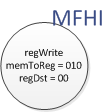 MFHI
regWrite
memToReg = 010
regDst = 00